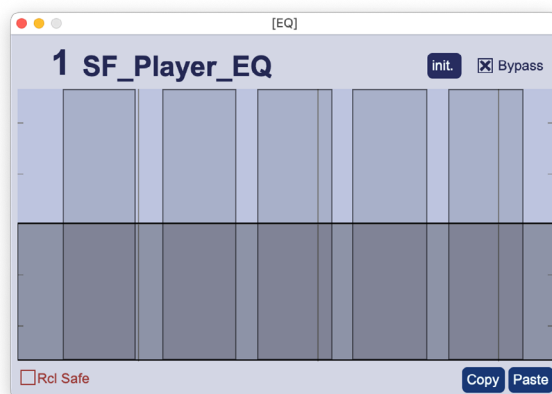 [EQ]
1 SF_Player_EQ
init.
Bypass
Rcl Safe
Copy Paste